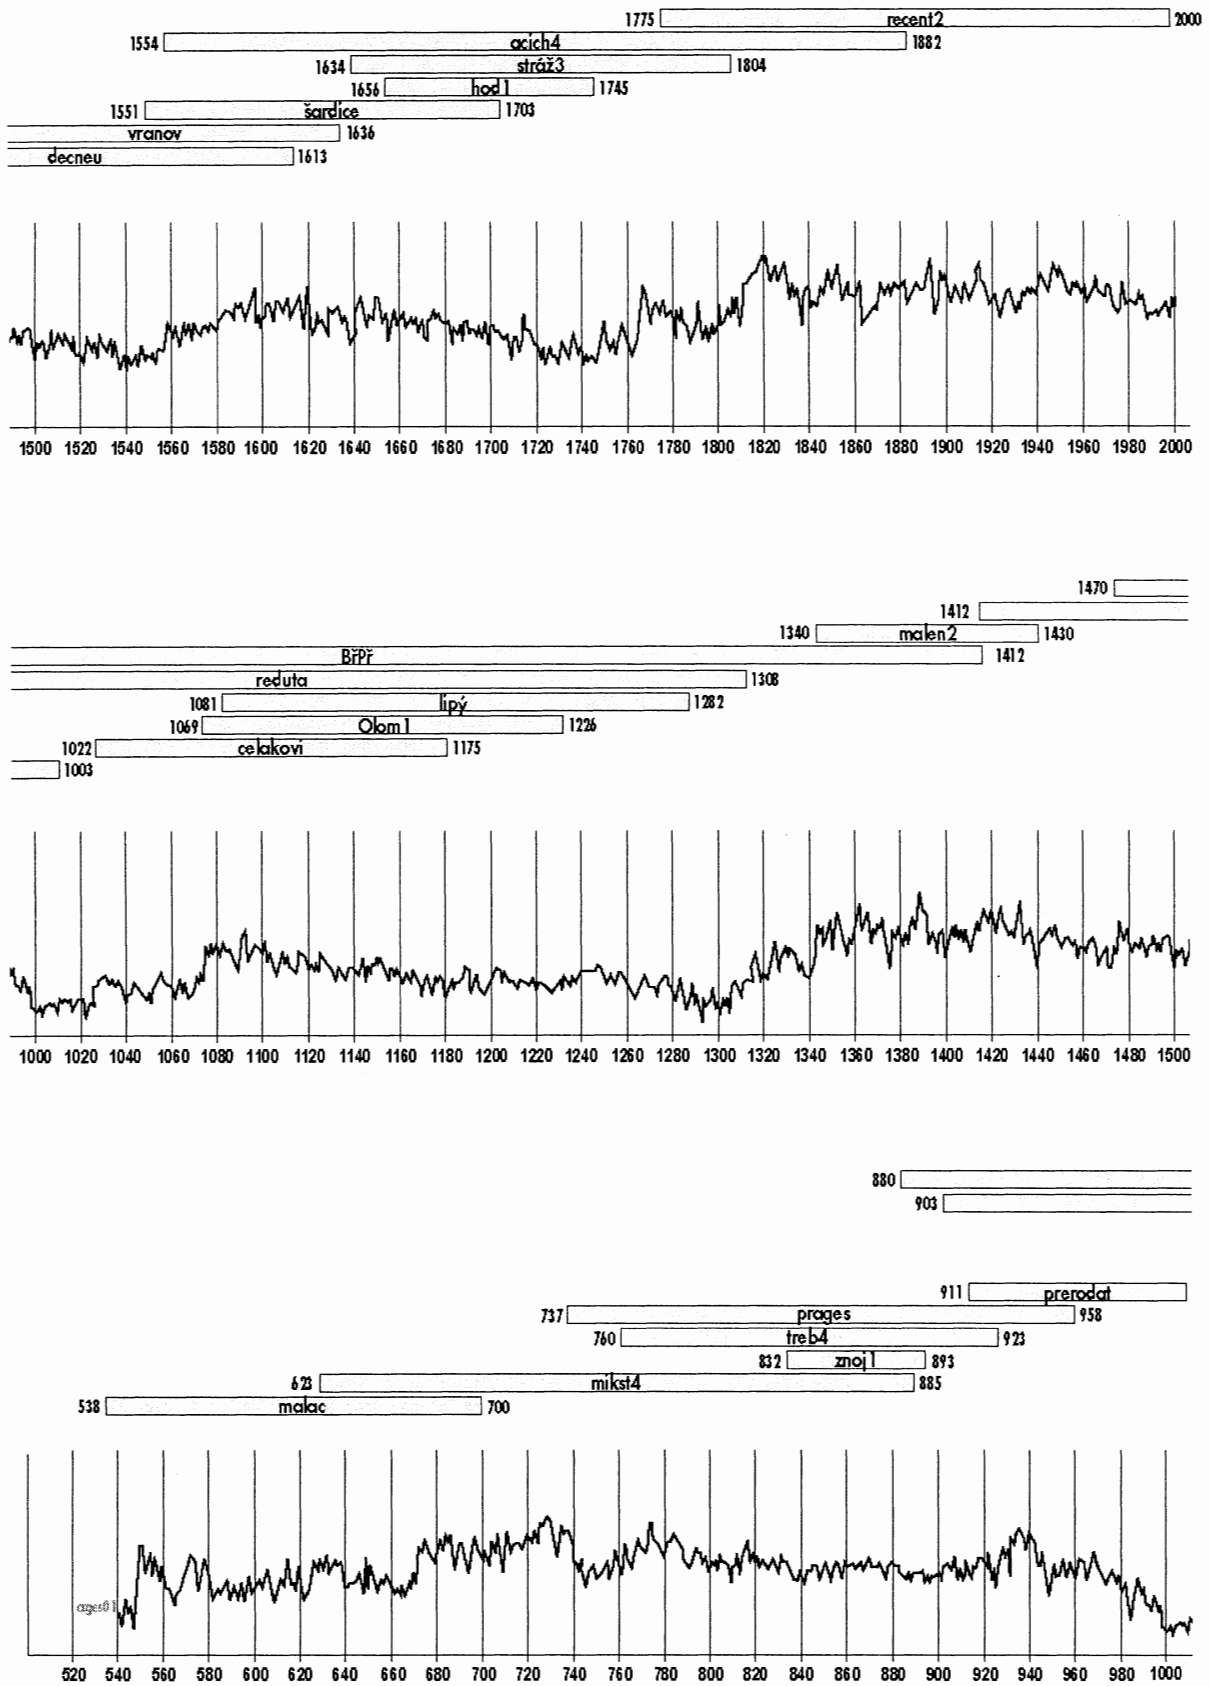 1775 recent2 2000
1554 acich4 1882
1634 stráž3 1804
1656 hod1 1745
1551 šardice 1703
vranov 1636
decneu 1613
1500 1520 1540 1560 1580 1600 1620 1640 1660 1680 1700 1720 1740 1760 1780 1800 1820 1840 1860 1880 1900 1920 1940 1960 1980 2000
1470
1412
1340 malen2 1430
BřPř 1412
reduta 1308
1081 lipý 1282
1069 Olom1 1226
1022 celakovi 1175
1003
1000 1020 1040 1060 1080 1100 1120 1140 1160 1180 1200 1220 1240 1260 1280 1300 1320 1340 1360 1380 1400 1420 1440 1460 1480 1500
880
903
911 prerodat
737 prages 958
760 treb4 923
832 znoj1 893
623 mikst4 885
538 malac 700
520 540 560 580 600 620 640 660 680 700 720 740 760 780 800 820 840 860 880 900 920 940 960 980 1000